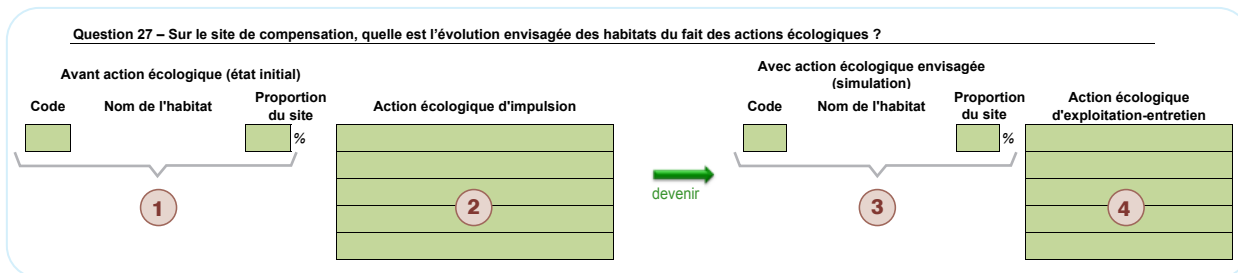 Question 27 – Sur le site de compensation, quelle est l'évolution envisagée des habitats du fait des actions écologiques ?
Avant action écologique (état initial)
Code
Nom de l'habitat
Proportion
du site
%
1
Action écologique d'impulsion
2
devenir
Avec action écologique envisagée
(simulation)
Code
Nom de l'habitat
Proportion
du site
%
3
Action écologique
d'exploitation-entretien
4